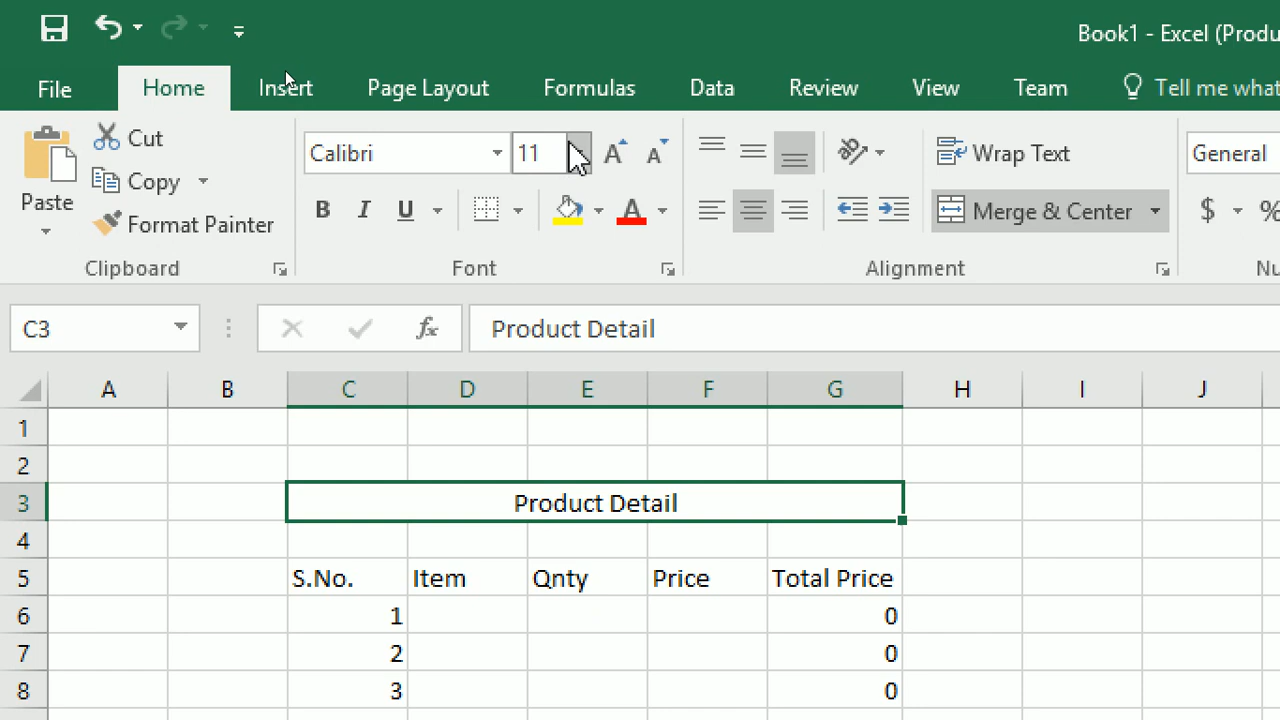 Book1 - Excel (Produ
File Home Insert Page Layout Formulas Data Review View Team Tell me what
Cut
Copy
Format Painter
Paste
Calibri 11
B I U
Wrap Text
Merge & Center
General
$ %
Clipboard Font Alignment Nu
C3 fx Product Detail
A B C D E F G H I J
1
2
3 Product Detail
4
5 S.No. Item Qnty Price Total Price
6 1 0
7 2 0
8 3 0